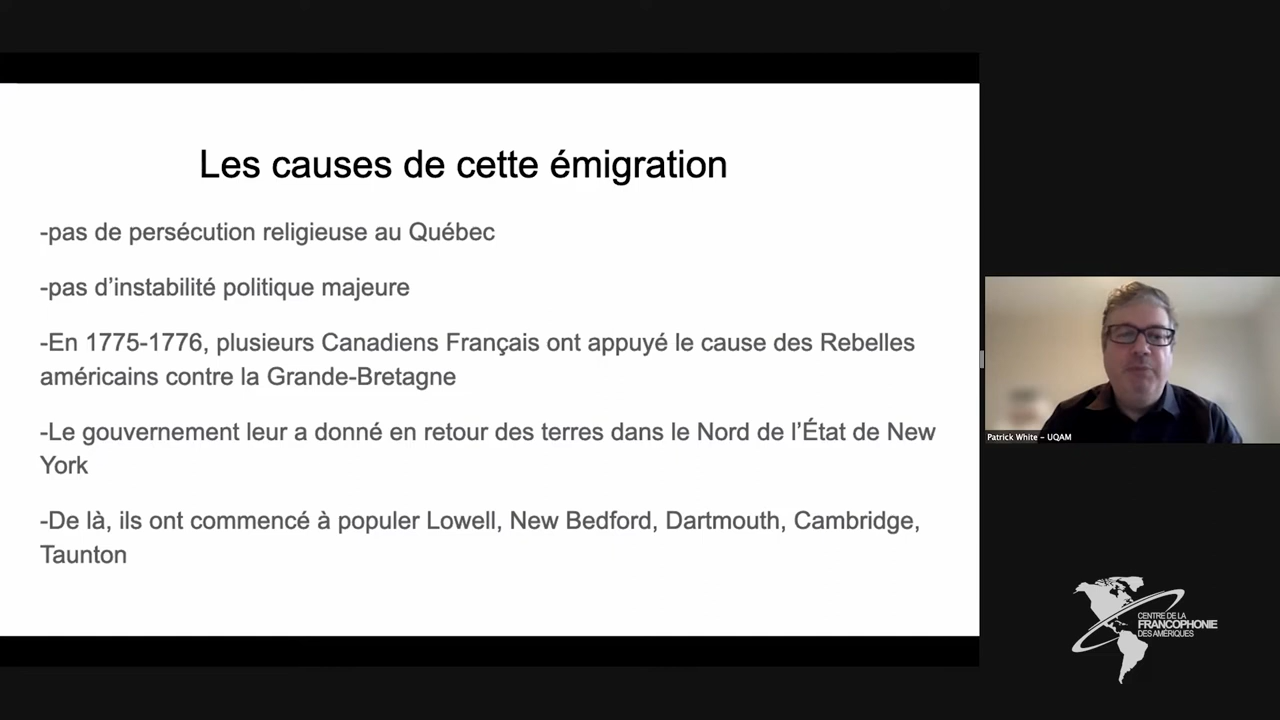 Les causes de cette émigration
-pas de persécution religieuse au Québec
-pas d’instabilité politique majeure
-En 1775-1776, plusieurs Canadiens Français ont appuyé le cause des Rebelles
américains contre la Grande-Bretagne
-Le gouvernement leur a donné en retour des terres dans le Nord de l’État de New
York
-De là, ils ont commencé à populer Lowell, New Bedford, Dartmouth, Cambridge,
Taunton
Patrick White – UQAM
CENTRE DE LA
FRANCOPHONIE
DES AMÉRIQUES